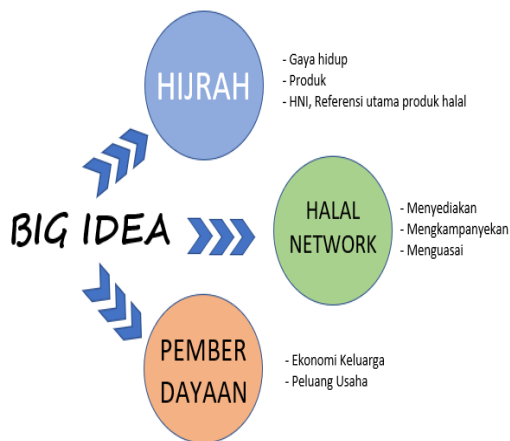 HIJRAH
- Gaya hidup
- Produk
- HNI, Referensi utama produk halal
BIG IDEA
HALAL
NETWORK
- Menyediakan
- Mengkampanyekan
- Menguasai
PEMBER
DAYAAN
- Ekonomi Keluarga
- Peluang Usaha